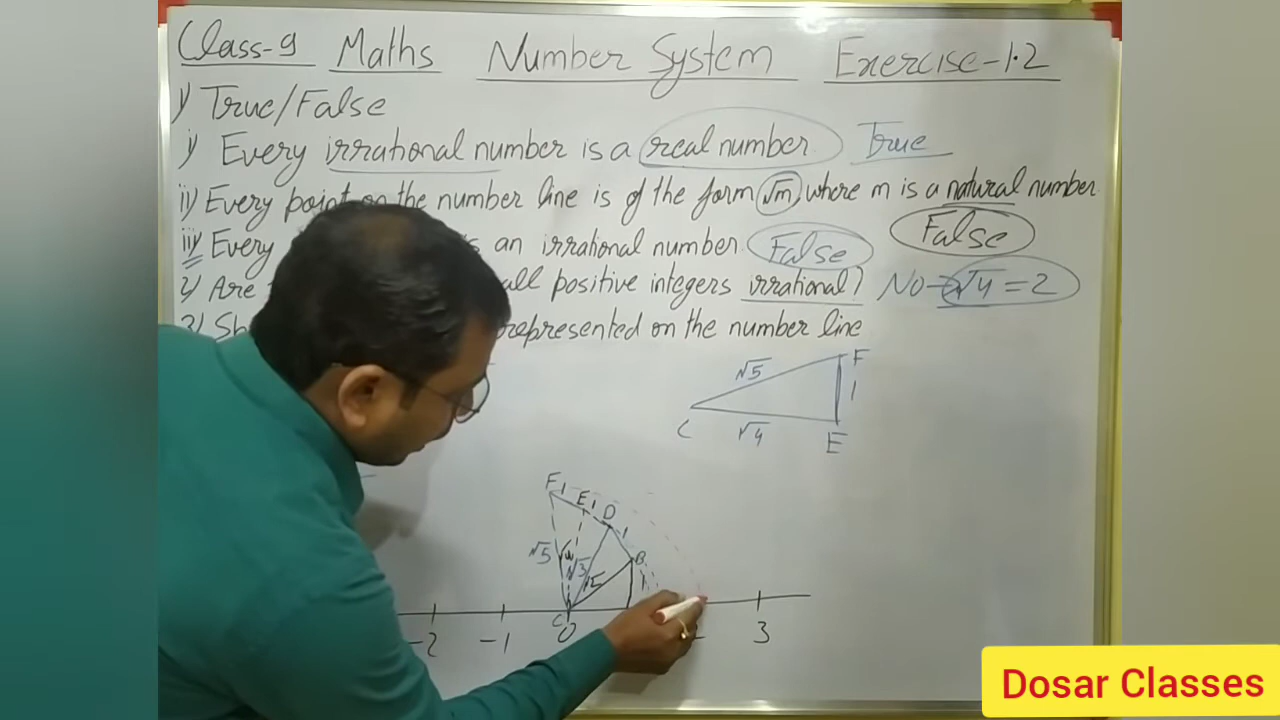 Class-9 Maths Number System Exercise-1.2
1) True/False
i) Every irrational number is a real number True
ii) Every point on the number line is of the form √m, where m is a natural number
False
iii) Every an irrational number False
2) Are all positive integers irrational? No → √4 = 2
3) represented on the number line
√5 F
1
C √4 E
F 1 E 1 D
1
√5 √4 √3 √2 B
1
C
-2 -1 0 3
Dosar Classes